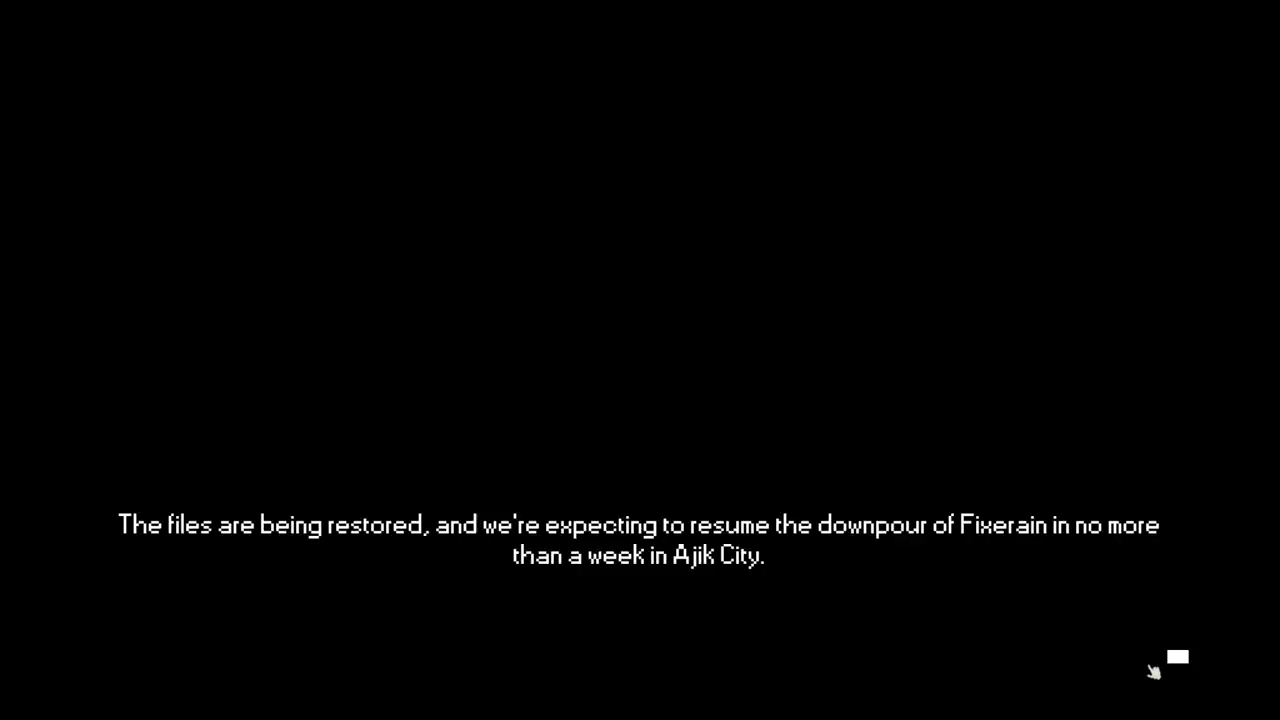 The files are being restored, and we're expecting to resume the downpour of Fixerain in no more
than a week in Ajik City.